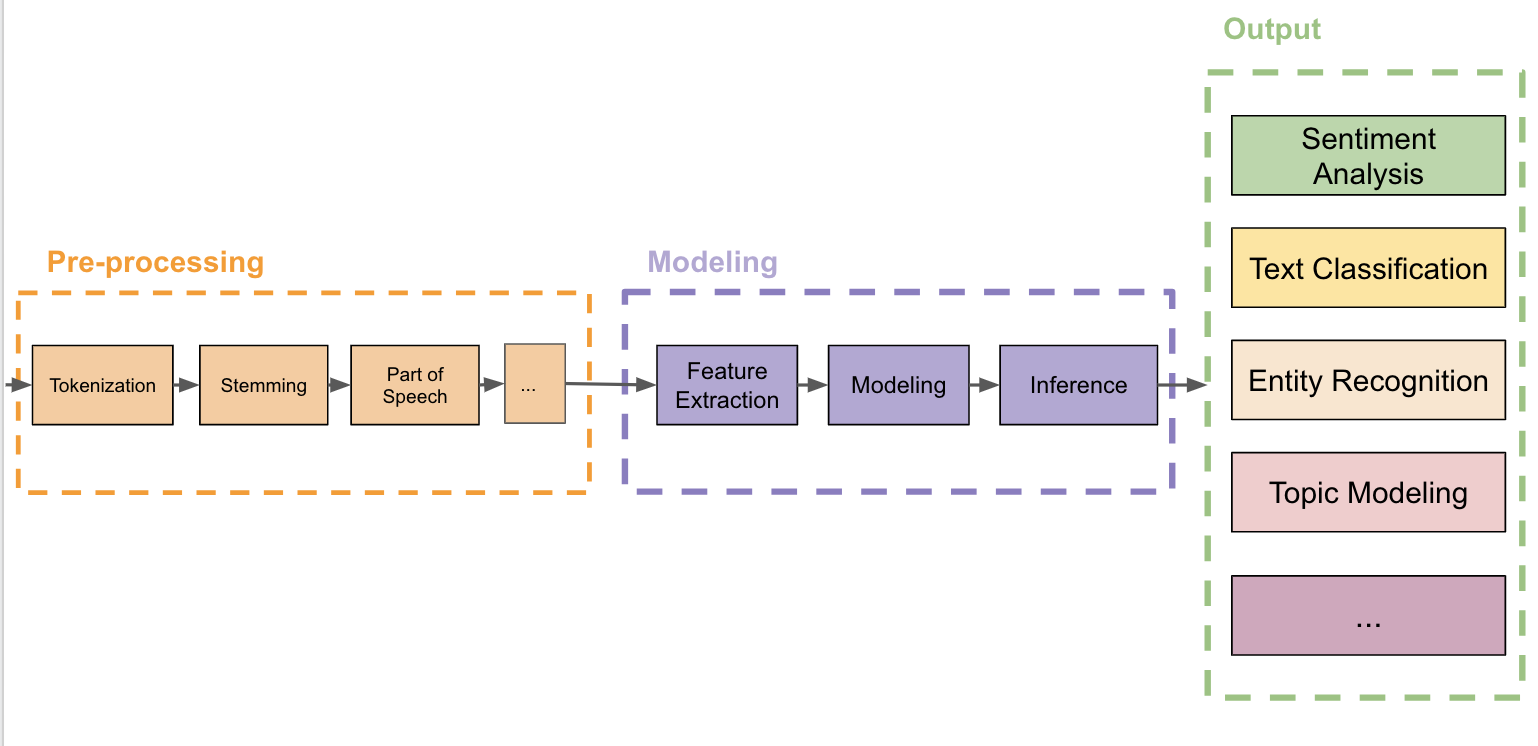 Output
Sentiment
Analysis
Text Classification
Entity Recognition
Topic Modeling
...
Pre-processing
Tokenization
Stemming
Part of
Speech
...
Modeling
Feature
Extraction
Modeling
Inference